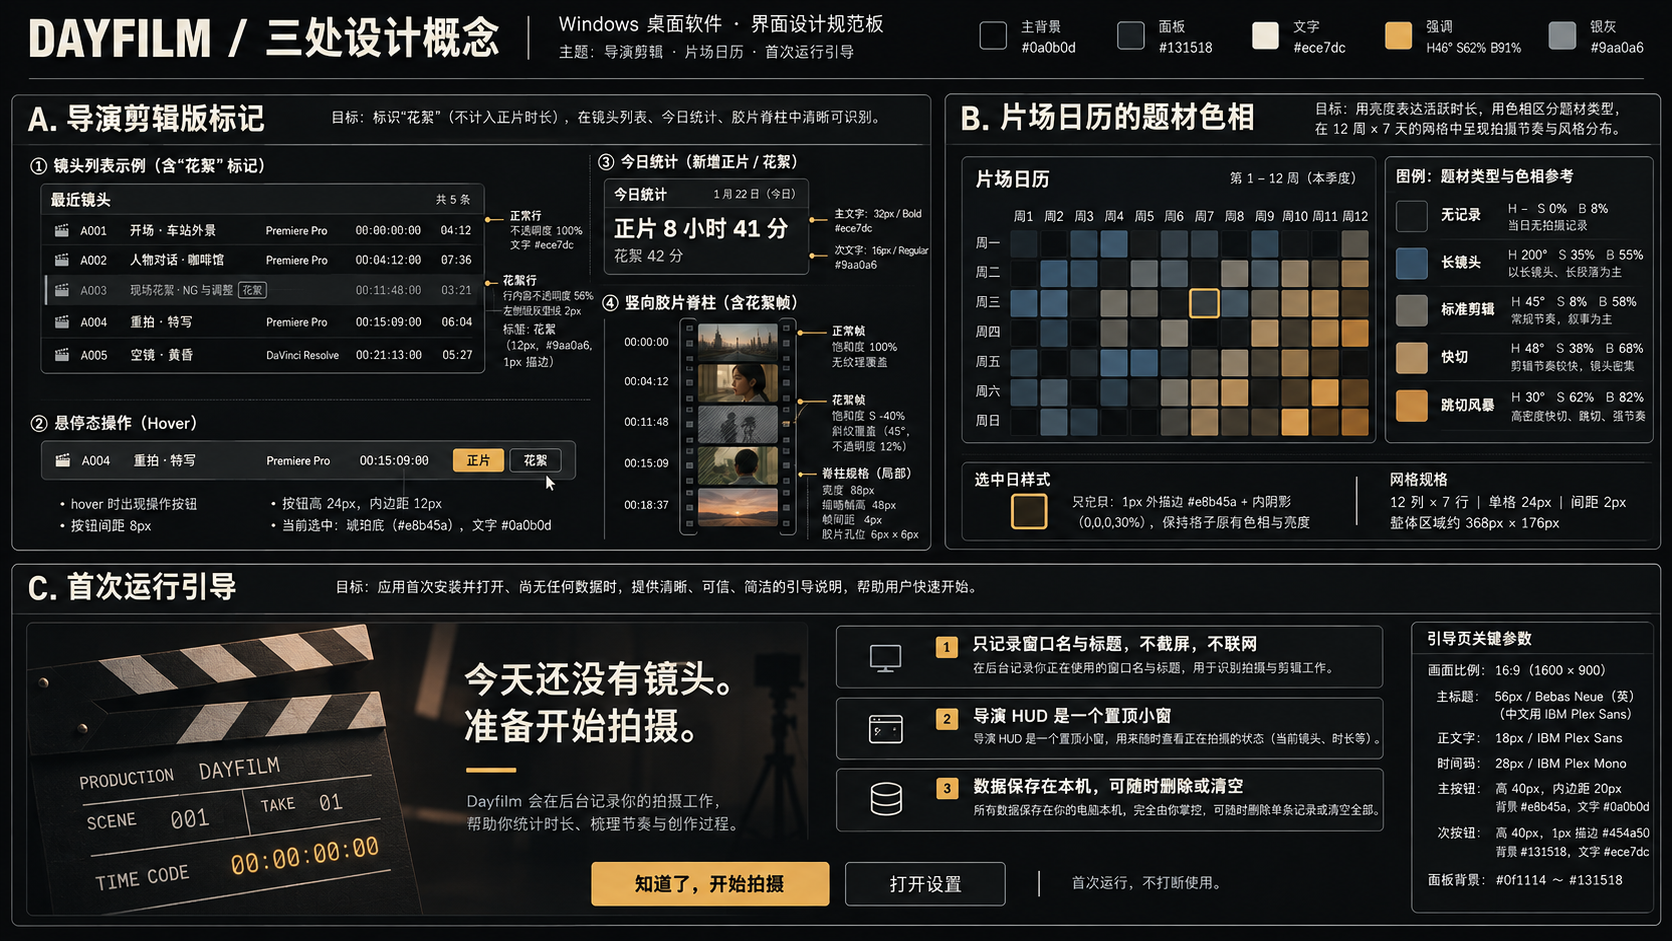 DAYFILM / 三处设计概念
Windows 桌面软件 · 界面设计规范板
主题：导演剪辑 · 片场日历 · 首次运行引导
主背景
#0a0b0d
面板
#131518
文字
#ece7dc
强调
H46° S62% B91%
银灰
#9aa0a6
A. 导演剪辑版标记
目标：标识“花絮”（不计入正片时长），在镜头列表、今日统计、胶片脊柱中清晰可识别。
① 镜头列表示例（含“花絮”标记）
最近镜头
共 5 条
A001 开场 · 车站外景 Premiere Pro 00:00:00:00 04:12
A002 人物对话 · 咖啡馆 Premiere Pro 00:04:12:00 07:36
A003 现场花絮 · NG 与调整 花絮 00:11:48:00 03:21
A004 重拍 · 特写 Premiere Pro 00:15:09:00 06:04
A005 空镜 · 黄昏 DaVinci Resolve 00:21:13:00 05:27
正常行
不透明度 100%
文字 #ece7dc
花絮行
行内容不透明度 56%
左侧银灰竖线 2px
标签：花絮
（12px，#9aa0a6,
1px 描边）
② 悬停态操作（Hover）
A004 重拍 · 特写 Premiere Pro 00:15:09:00 正片 花絮
• hover 时出现操作按钮
• 按钮间距 8px
• 按钮高 24px，内边距 12px
• 当前选中：琥珀底（#e8b45a），文字 #0a0b0d
③ 今日统计（新增正片 / 花絮）
今日统计
1 月 22 日（今日）
正片 8 小时 41 分
花絮 42 分
主文字：32px / Bold
#ece7dc
次文字：16px / Regular
#9aa0a6
④ 竖向胶片脊柱（含花絮帧）
00:00:00
00:04:12
00:11:48
00:15:09
00:18:37
正常帧
饱和度 100%
无纹理覆盖
花絮帧
饱和度 S -40%
斜纹覆盖（45°，
不透明度 12%）
脊柱规格（局部）
宽度 88px
缩略帧高 48px
帧间距 4px
胶片孔位 6px × 6px
B. 片场日历的题材色相
目标：用亮度表达活跃时长，用色相区分题材类型，
在 12 周 × 7 天的网格中呈现拍摄节奏与风格分布。
片场日历
第 1 – 12 周（本季度）
周1 周2 周3 周4 周5 周6 周7 周8 周9 周10 周11 周12
周一
周二
周三
周四
周五
周六
周日
图例：题材类型与色相参考
无记录
H – S 0% B 8%
当日无拍摄记录
长镜头
H 200° S 35% B 55%
以长镜头、长段落为主
标准剪辑
H 45° S 8% B 58%
常规节奏，叙事为主
快切
H 48° S 38% B 68%
剪辑节奏较快，镜头密集
跳切风暴
H 30° S 62% B 82%
高密度快切、跳切、强节奏
选中日样式
1px 外描边 #e8b45a + 内阴影
（0,0,0,30%），保持格子原有色相与亮度
网格规格
12 列 × 7 行 | 单格 24px | 间距 2px
整体区域约 368px × 176px
C. 首次运行引导
目标：应用首次安装并打开、尚无任何数据时，提供清晰、可信、简洁的引导说明，帮助用户快速开始。
PRODUCTION DAYFILM
SCENE 001 TAKE 01
TIME CODE 00:00:00:00
今天还没有镜头。
准备开始拍摄。
Dayfilm 会在后台记录你的拍摄工作，
帮助你统计时长、梳理节奏与创作过程。
1 只记录窗口名与标题，不截屏，不联网
在后台记录你正在使用的窗口名与标题，用于识别拍摄与剪辑工作。
2 导演 HUD 是一个置顶小窗
导演 HUD 是一个置顶小窗，用来随时查看正在拍摄的状态（当前镜头、时长等）。
3 数据保存在本机，可随时删除或清空
所有数据保存在你的电脑本机，完全由你掌控，可随时删除单条记录或清空全部。
知道了，开始拍摄
打开设置
首次运行，不打断使用。
引导页关键参数
画面比例： 16:9（1600 × 900）
主标题： 56px / Bebas Neue（英）
（中文用 IBM Plex Sans）
正文字： 18px / IBM Plex Sans
时间码： 28px / IBM Plex Mono
主按钮： 高 40px，内边距 20px
背景 #e8b45a，文字 #0a0b0d
次按钮： 高 40px，1px 描边 #454a50
背景 #131518，文字 #ece7dc
面板背景： #0f1114 ～ #131518